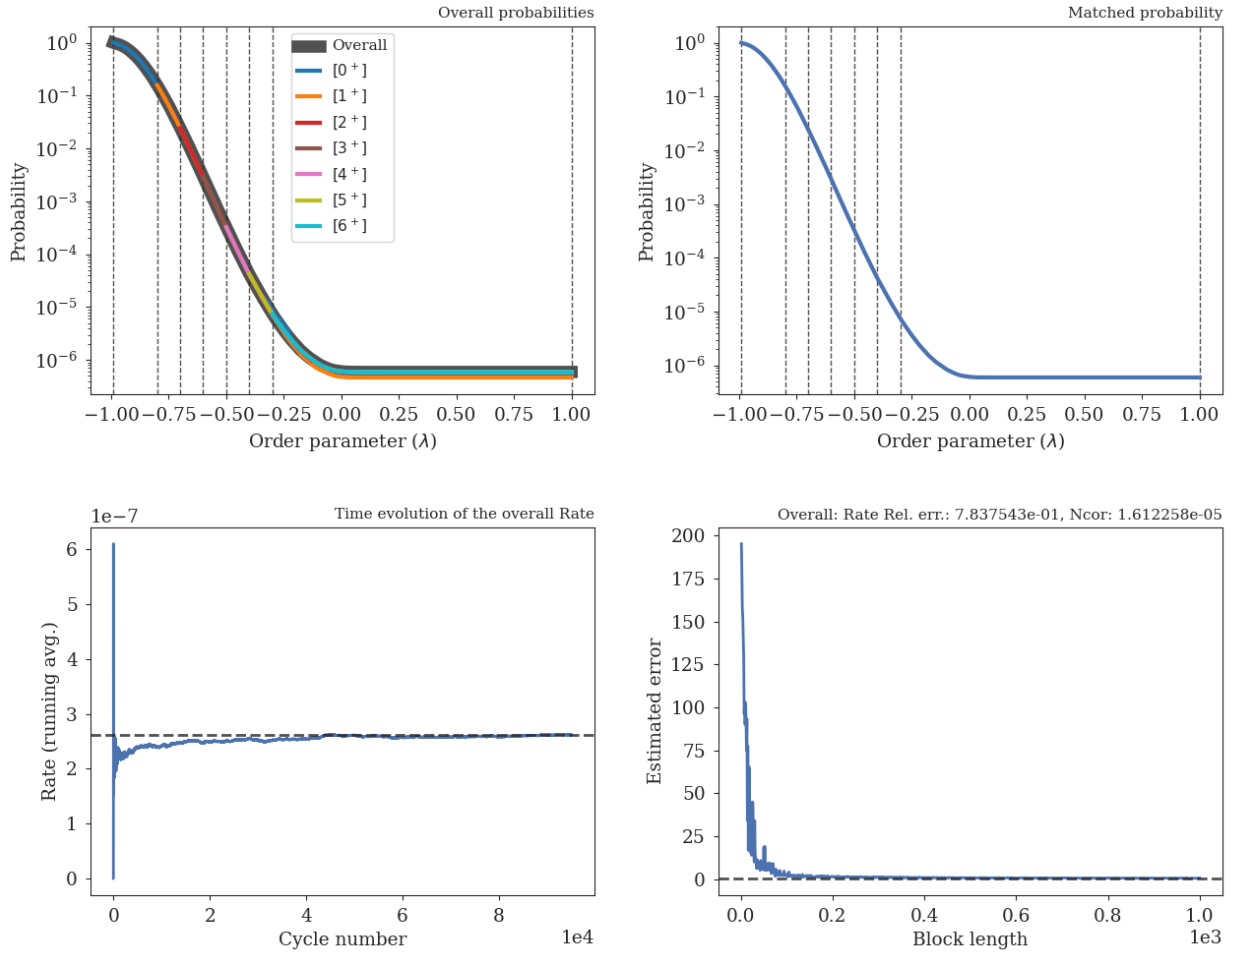 Overall probabilities
10⁰
10⁻¹
10⁻²
10⁻³
10⁻⁴
10⁻⁵
10⁻⁶
Probability
Overall
[0⁺]
[1⁺]
[2⁺]
[3⁺]
[4⁺]
[5⁺]
[6⁺]
−1.00 −0.75 −0.50 −0.25 0.00 0.25 0.50 0.75 1.00
Order parameter (λ)
Matched probability
10⁰
10⁻¹
10⁻²
10⁻³
10⁻⁴
10⁻⁵
10⁻⁶
Probability
−1.00 −0.75 −0.50 −0.25 0.00 0.25 0.50 0.75 1.00
Order parameter (λ)
1e−7
Time evolution of the overall Rate
6
5
4
3
2
1
0
Rate (running avg.)
0 2 4 6 8
Cycle number
1e4
Overall: Rate Rel. err.: 7.837543e-01, Ncor: 1.612258e-05
200
175
150
125
100
75
50
25
0
Estimated error
0.0 0.2 0.4 0.6 0.8 1.0
Block length
1e3